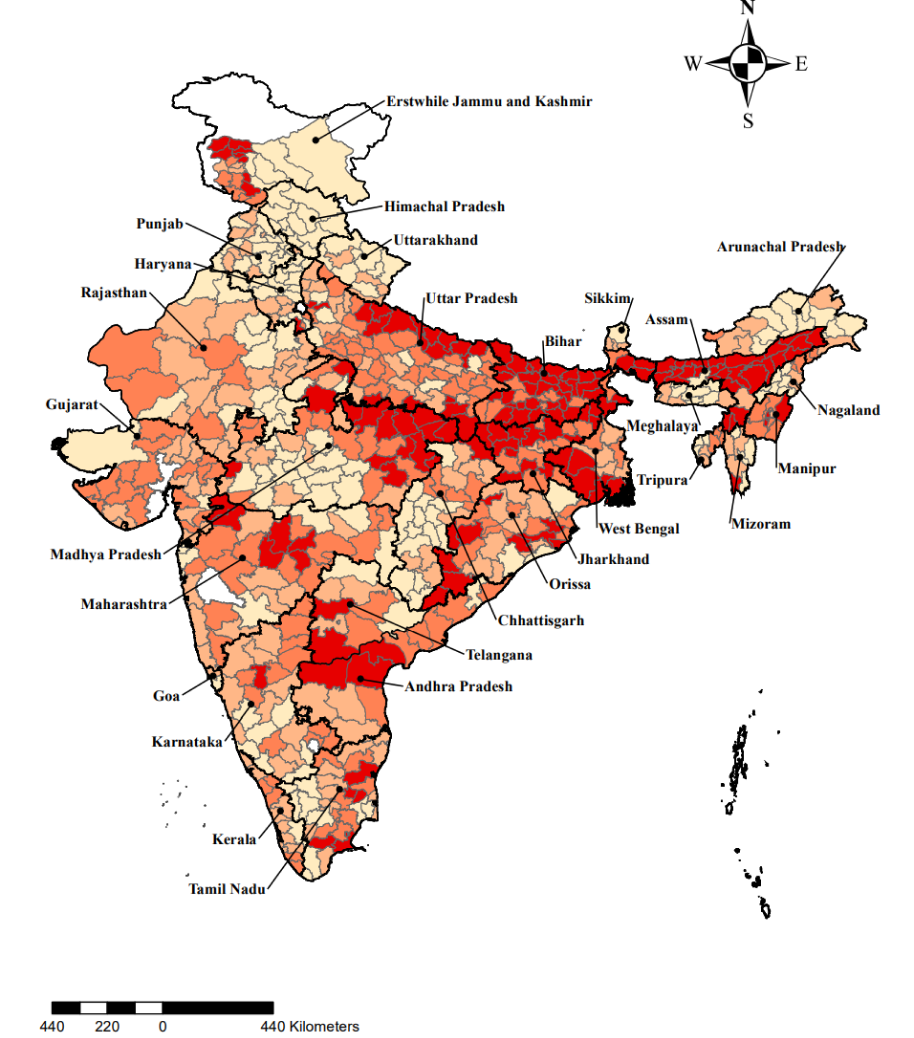 N
W
E
S
Erstwhile Jammu and Kashmir
Himachal Pradesh
Punjab
Uttarakhand
Arunachal Pradesh
Haryana
Rajasthan
Uttar Pradesh
Sikkim
Assam
Bihar
Gujarat
Nagaland
Meghalaya
Manipur
Tripura
Mizoram
West Bengal
Madhya Pradesh
Jharkhand
Orissa
Maharashtra
Chhattisgarh
Telangana
Andhra Pradesh
Goa
Karnataka
Kerala
Tamil Nadu
440 220 0 440 Kilometers